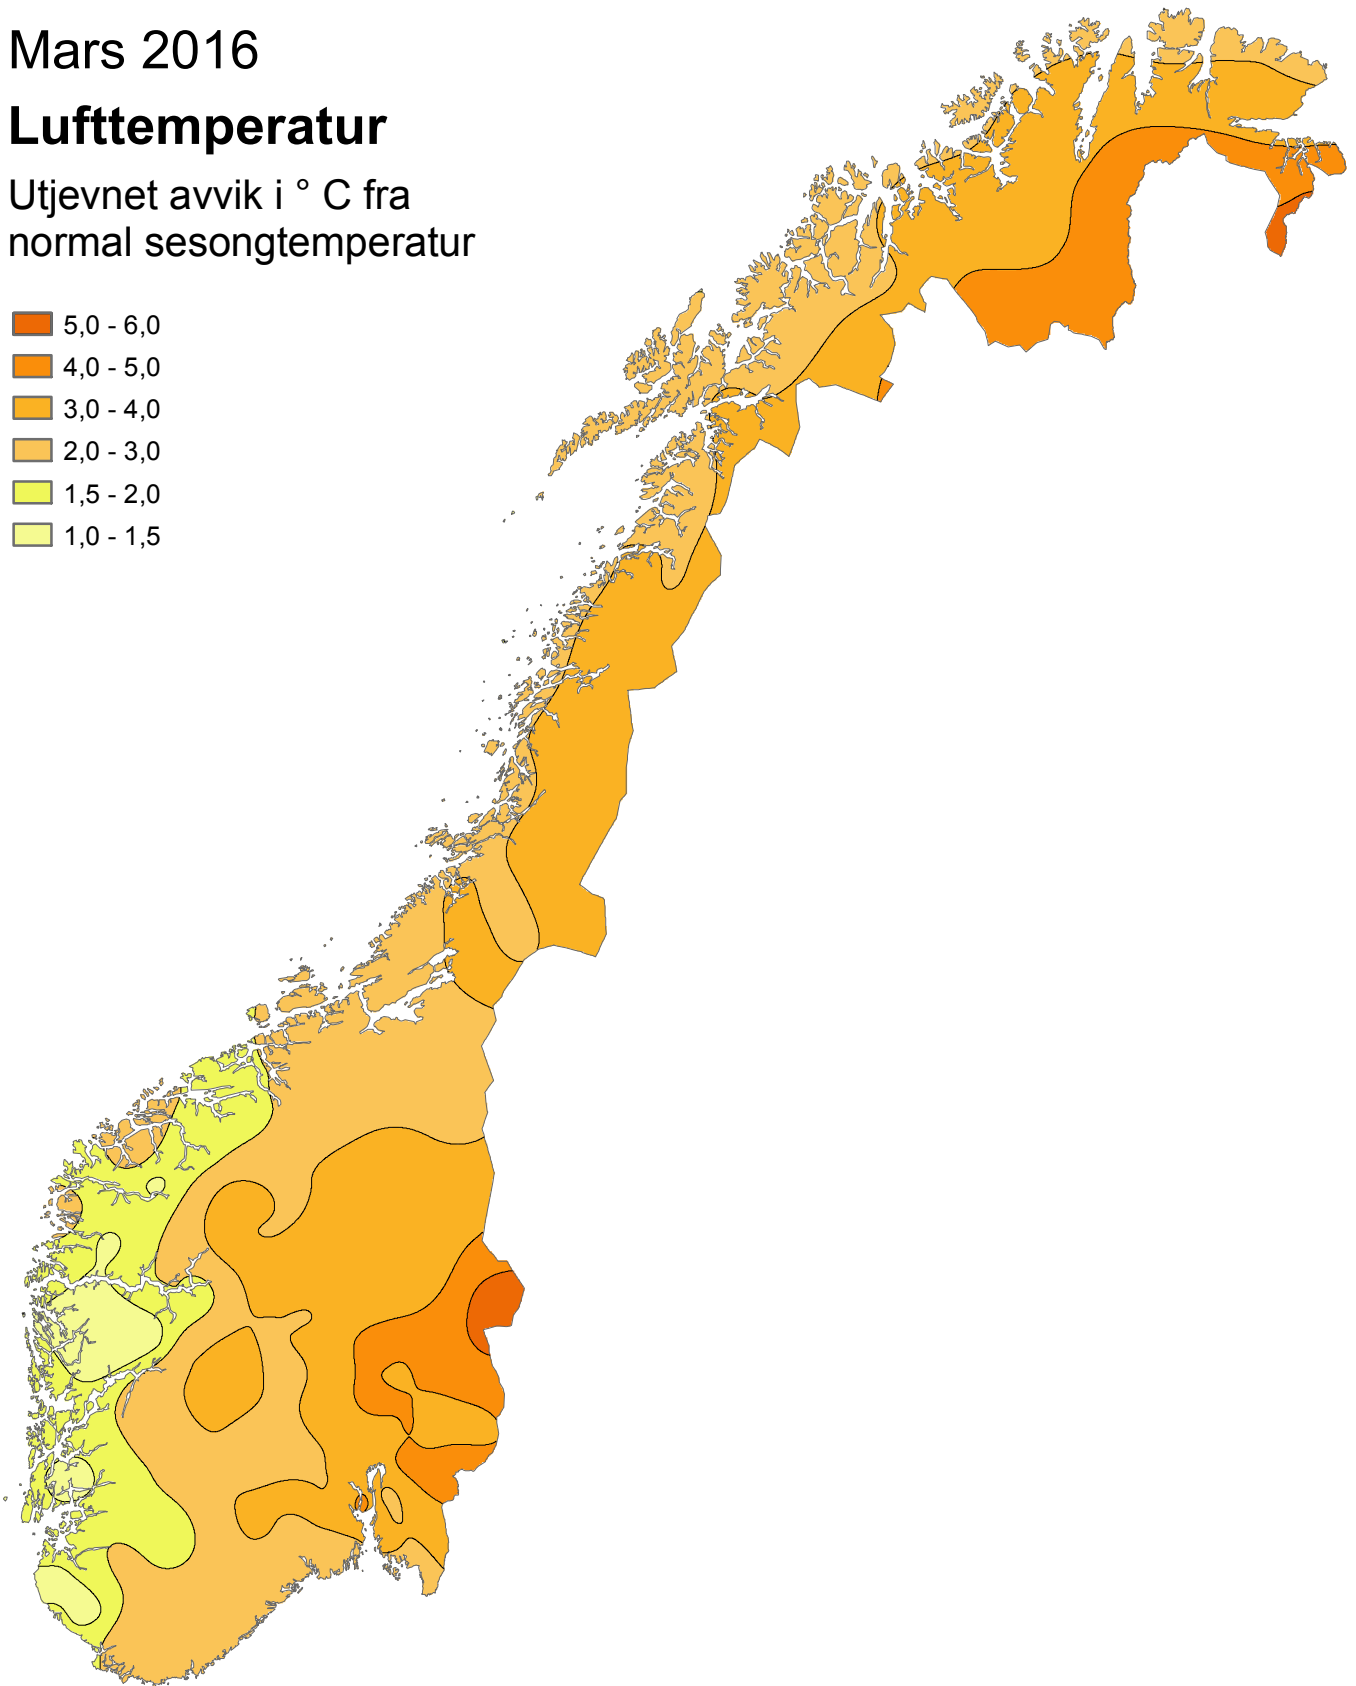 Mars 2016
Lufttemperatur
Utjevnet avvik i ° C fra
normal sesongtemperatur
5,0 - 6,0
4,0 - 5,0
3,0 - 4,0
2,0 - 3,0
1,5 - 2,0
1,0 - 1,5